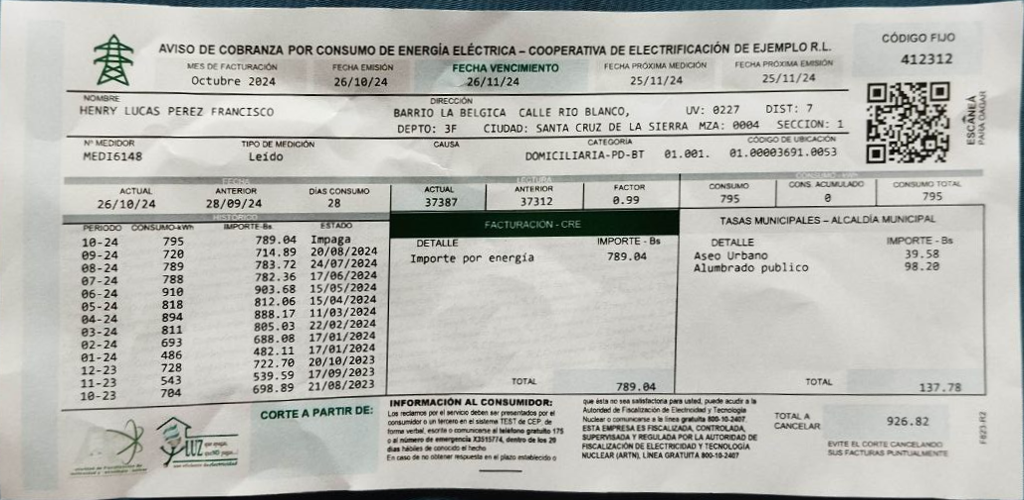 AVISO DE COBRANZA POR CONSUMO DE ENERGÍA ELÉCTRICA – COOPERATIVA DE ELECTRIFICACIÓN DE EJEMPLO R.L.
CÓDIGO FIJO
412312
MES DE FACTURACIÓN FECHA EMISIÓN FECHA VENCIMIENTO FECHA PRÓXIMA MEDICIÓN FECHA PRÓXIMA EMISIÓN
Octubre 2024 26/10/24 26/11/24 25/11/24 25/11/24
NOMBRE DIRECCIÓN
HENRY LUCAS PEREZ FRANCISCO BARRIO LA BELGICA CALLE RIO BLANCO, UV: 0227 DIST: 7
DEPTO: 3F CIUDAD: SANTA CRUZ DE LA SIERRA MZA: 0004 SECCION: 1
ESCANEA
PARA PAGAR
Nº MEDIDOR TIPO DE MEDICIÓN CAUSA CATEGORÍA CÓDIGO DE UBICACIÓN
MEDI6148 Leído DOMICILIARIA-PD-BT 01.001. 01.00003691.0053
FECHA LECTURA CONSUMO - kWh
ACTUAL ANTERIOR DÍAS CONSUMO ACTUAL ANTERIOR FACTOR CONSUMO CONS. ACUMULADO CONSUMO TOTAL
26/10/24 28/09/24 28 37387 37312 0.99 795 0 795
HISTÓRICO
PERIODO CONSUMO-kWh IMPORTE-Bs ESTADO
10-24 795 789.04 Impaga
09-24 720 714.89 20/08/2024
08-24 789 783.72 24/07/2024
07-24 788 782.36 17/06/2024
06-24 910 903.68 15/05/2024
05-24 818 812.06 15/04/2024
04-24 894 888.17 11/03/2024
03-24 811 805.03 22/02/2024
02-24 693 688.08 17/01/2024
01-24 486 482.11 17/01/2024
12-23 728 722.70 20/10/2023
11-23 543 539.59 17/09/2023
10-23 704 698.89 21/08/2023
FACTURACIÓN - CRE
DETALLE IMPORTE - Bs
Importe por energía 789.04
TOTAL 789.04
TASAS MUNICIPALES – ALCALDÍA MUNICIPAL
DETALLE IMPORTE - Bs
Aseo Urbano 39.58
Alumbrado publico 98.20
TOTAL 137.78
LUZ
CORTE A PARTIR DE:
INFORMACIÓN AL CONSUMIDOR:
Los reclamos por el servicio deben ser presentados por el
consumidor o un tercero en el sistema TEST de CEP, de
forma verbal, escrita o comunicarse al teléfono gratuito 175
o al número de emergencia X3515774, dentro de los 20
días hábiles de conocido el hecho
En caso de no obtener respuesta en el plazo establecido o
que ésta no sea satisfactoria para usted, puede acudir a la
Autoridad de Fiscalización de Electricidad y Tecnología
Nuclear o comunicarse a la línea gratuita 800-10-2407.
ESTA EMPRESA ES FISCALIZADA, CONTROLADA,
SUPERVISADA Y REGULADA POR LA AUTORIDAD DE
FISCALIZACIÓN DE ELECTRICIDAD Y TECNOLOGÍA
NUCLEAR (ARTN), LÍNEA GRATUITA 800-10-2407
TOTAL A
CANCELAR
926.82
EVITE EL CORTE CANCELANDO
SUS FACTURAS PUNTUALMENTE
F823-R2